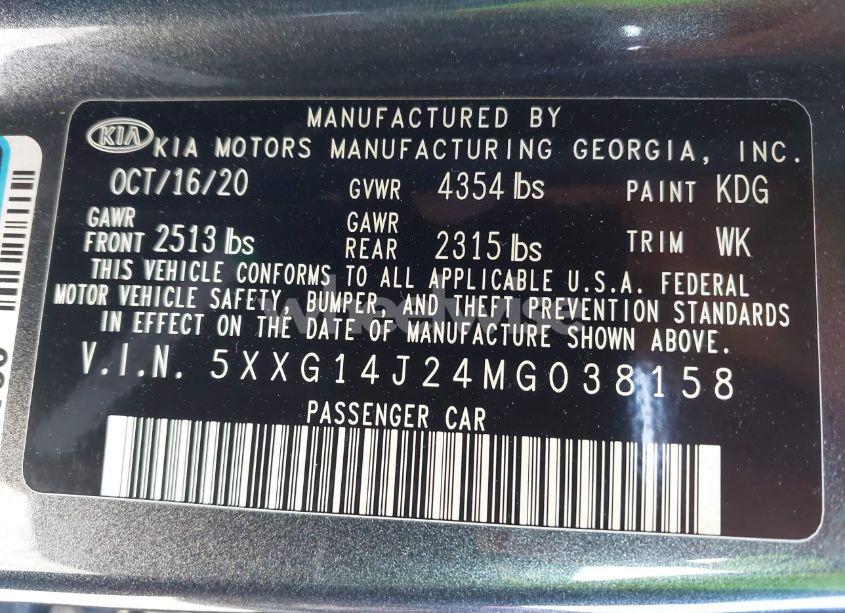 MANUFACTURED BY
KIA KIA MOTORS MANUFACTURING GEORGIA, INC.
OCT/16/20 GVWR 4354 lbs PAINT KDG
GAWR FRONT 2513 lbs GAWR REAR 2315 lbs TRIM WK
THIS VEHICLE CONFORMS TO ALL APPLICABLE U.S.A. FEDERAL
MOTOR VEHICLE SAFETY, BUMPER, AND THEFT PREVENTION STANDARDS
IN EFFECT ON THE DATE OF MANUFACTURE SHOWN ABOVE.
V.I.N. 5XXG14J24MG038158
PASSENGER CAR